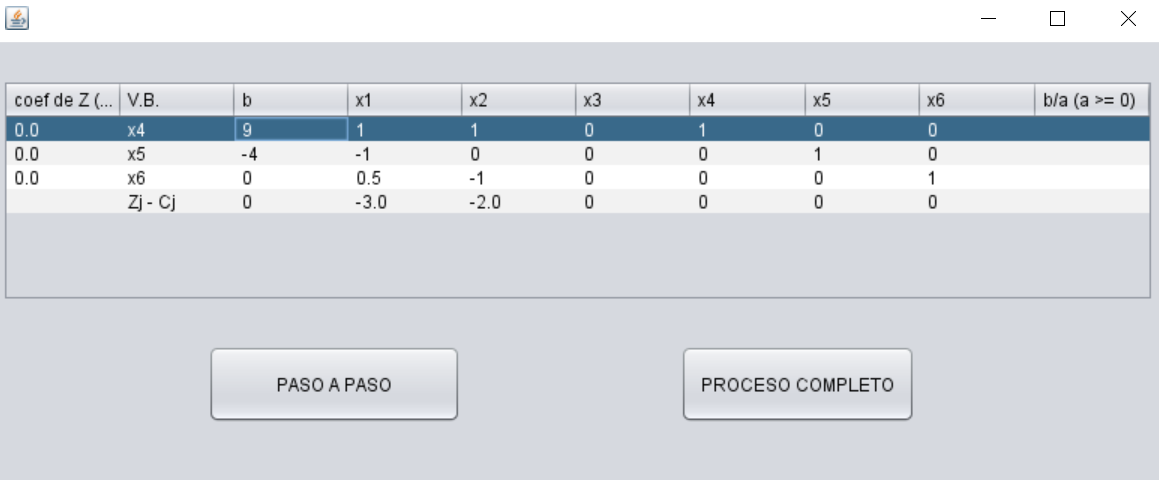 coef de Z (... V.B. b x1 x2 x3 x4 x5 x6 b/a (a >= 0)
0.0 x4 9 1 1 0 1 0 0
0.0 x5 -4 -1 0 0 0 1 0
0.0 x6 0 0.5 -1 0 0 0 1
Zj - Cj 0 -3.0 -2.0 0 0 0 0
PASO A PASO PROCESO COMPLETO